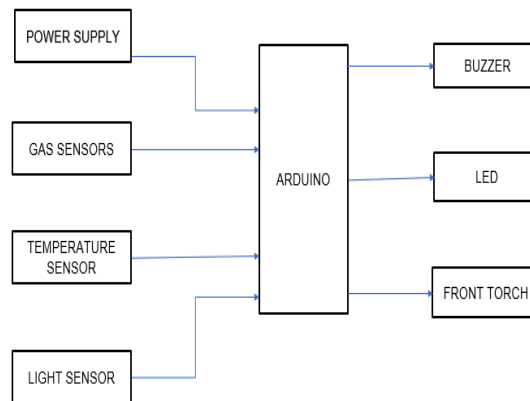 POWER SUPPLY
GAS SENSORS
TEMPERATURE
SENSOR
LIGHT SENSOR
ARDUINO
BUZZER
LED
FRONT TORCH